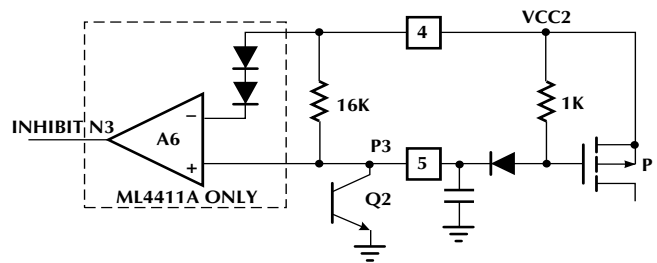 VCC2
4
16K
1K
INHIBIT N3
A6
−
+
P3
5
P
Q2
ML4411A ONLY